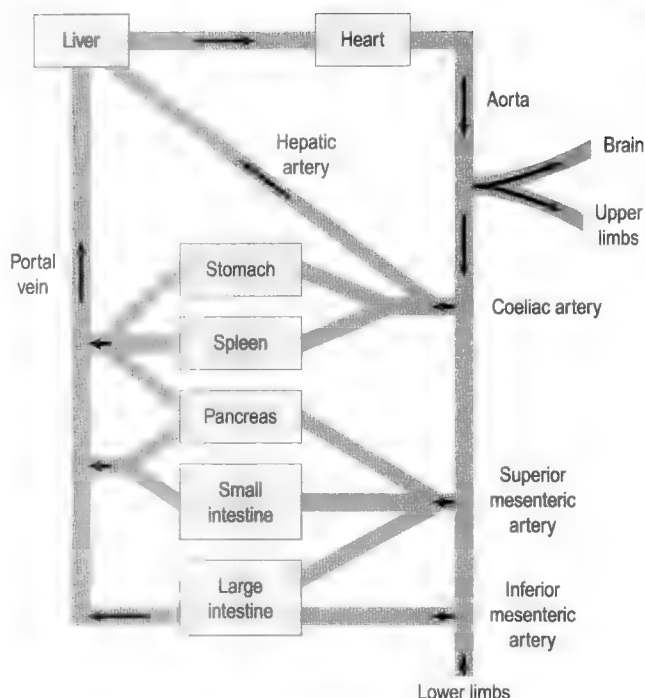 Liver
Heart
Aorta
Hepatic
artery
Brain
Upper
limbs
Portal
vein
Stomach
Coeliac artery
Spleen
Pancreas
Small
intestine
Superior
mesenteric
artery
Large
intestine
Inferior
mesenteric
artery
Lower limbs